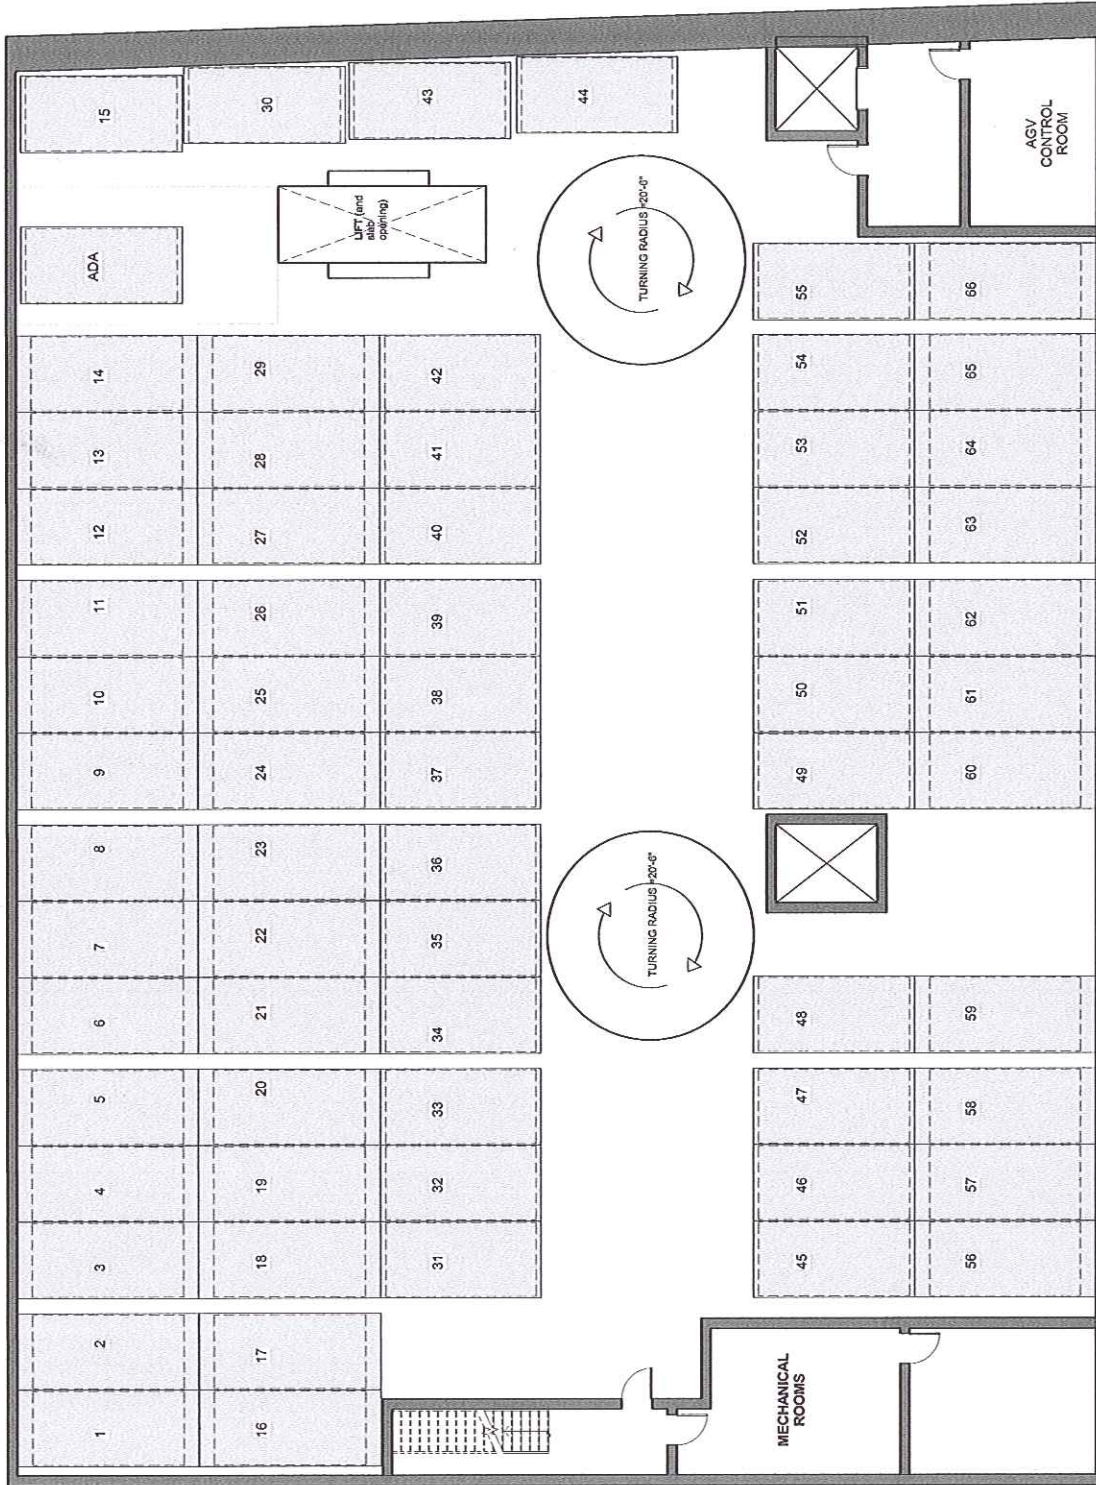 1 2 3 4 5 6 7 8 9 10 11 12 13 14 ADA 15
16 17 18 19 20 21 22 23 24 25 26 27 28 29 30
LIFT (and
slab
opening)
31 32 33 34 35 36 37 38 39 40 41 42 43
44
TURNING RADIUS =20'-6"
TURNING RADIUS =20'-0"
45 46 47 48 49 50 51 52 53 54 55
MECHANICAL
ROOMS
56 57 58 59 60 61 62 63 64 65 66
AGV
CONTROL
ROOM